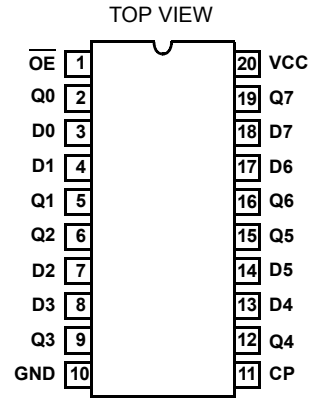 TOP VIEW
OE 1 20 VCC
Q0 2 19 Q7
D0 3 18 D7
D1 4 17 D6
Q1 5 16 Q6
Q2 6 15 Q5
D2 7 14 D5
D3 8 13 D4
Q3 9 12 Q4
GND 10 11 CP